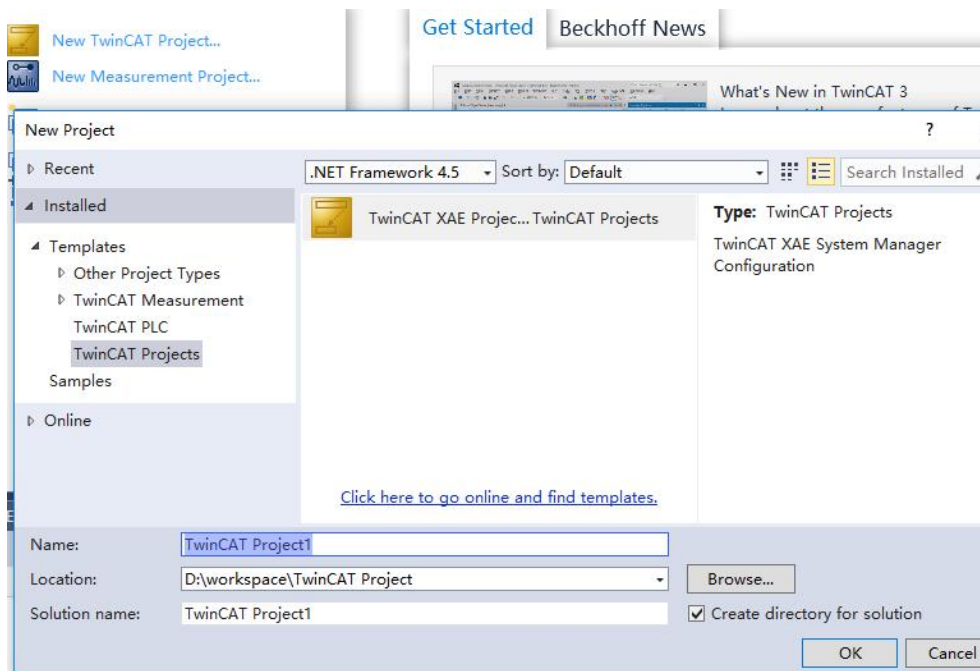 New TwinCAT Project...
New Measurement Project...
Get Started Beckhoff News
What's New in TwinCAT 3
New Project ?
Recent
.NET Framework 4.5 Sort by: Default Search Installed
Installed
TwinCAT XAE Projec... TwinCAT Projects
Type: TwinCAT Projects
TwinCAT XAE System Manager
Configuration
Templates
Other Project Types
TwinCAT Measurement
TwinCAT PLC
TwinCAT Projects
Samples
Online
Click here to go online and find templates.
Name: TwinCAT Project1
Location: D:\workspace\TwinCAT Project Browse...
Solution name: TwinCAT Project1 Create directory for solution
OK Cancel